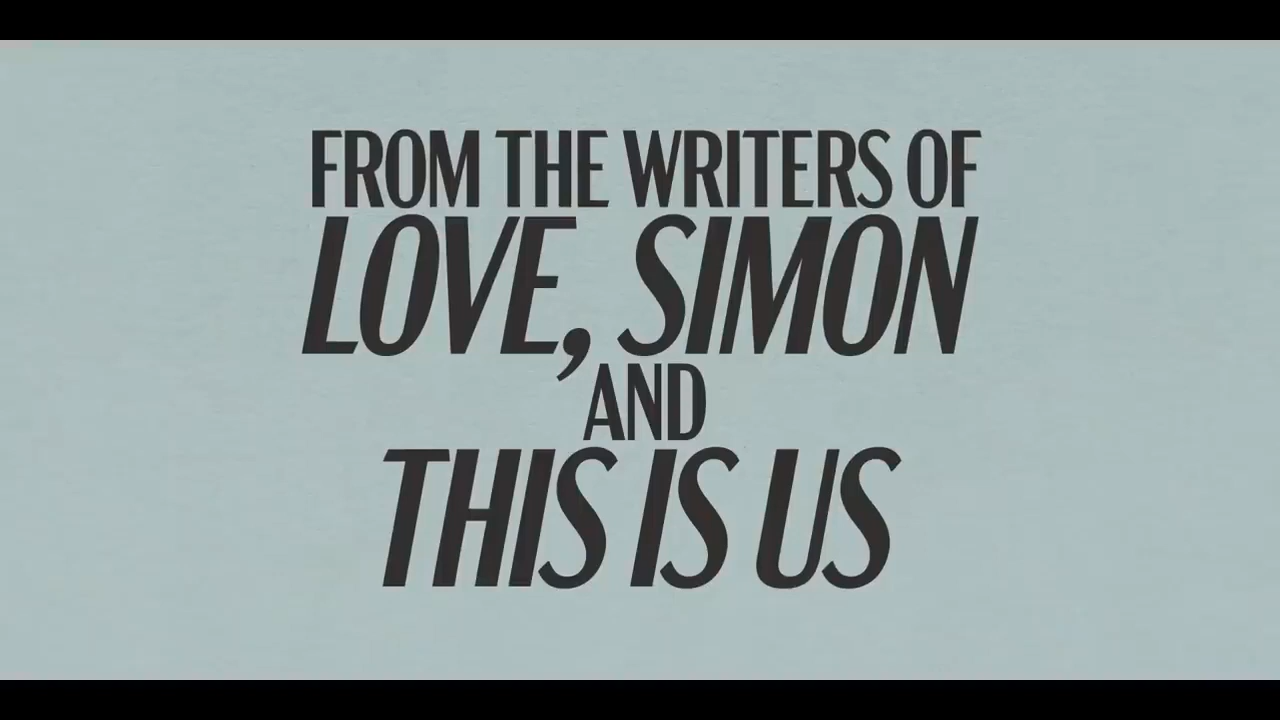 FROM THE WRITERS OF
LOVE, SIMON
AND
THIS IS US